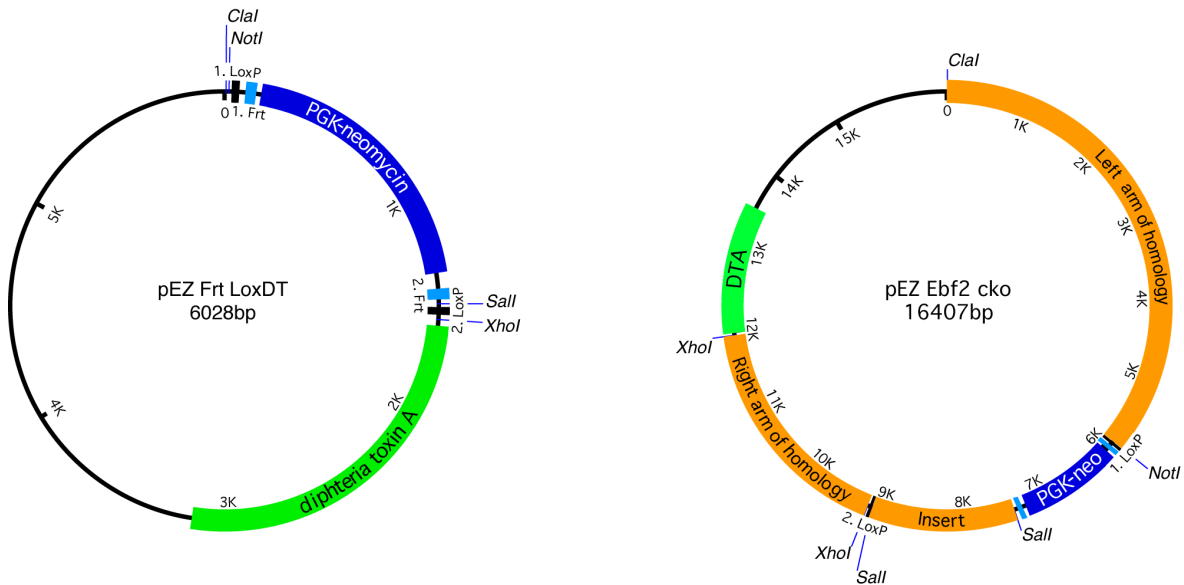 ClaI
NotI
1. LoxP
0
1. Frt
PGK-neomycin
1K
2. Frt
2. LoxP
SalI
XhoI
2K
diphteria toxin A
3K
4K
5K
pEZ Frt LoxDT
6028bp
ClaI
0
1K
2K
Left arm of homology
3K
4K
5K
6K
1. LoxP
NotI
PGK-neo
7K
SalI
8K
Insert
9K
2. LoxP
XhoI
SalI
10K
Right arm of homology
11K
12K
XhoI
DTA
13K
14K
15K
pEZ Ebf2 cko
16407bp